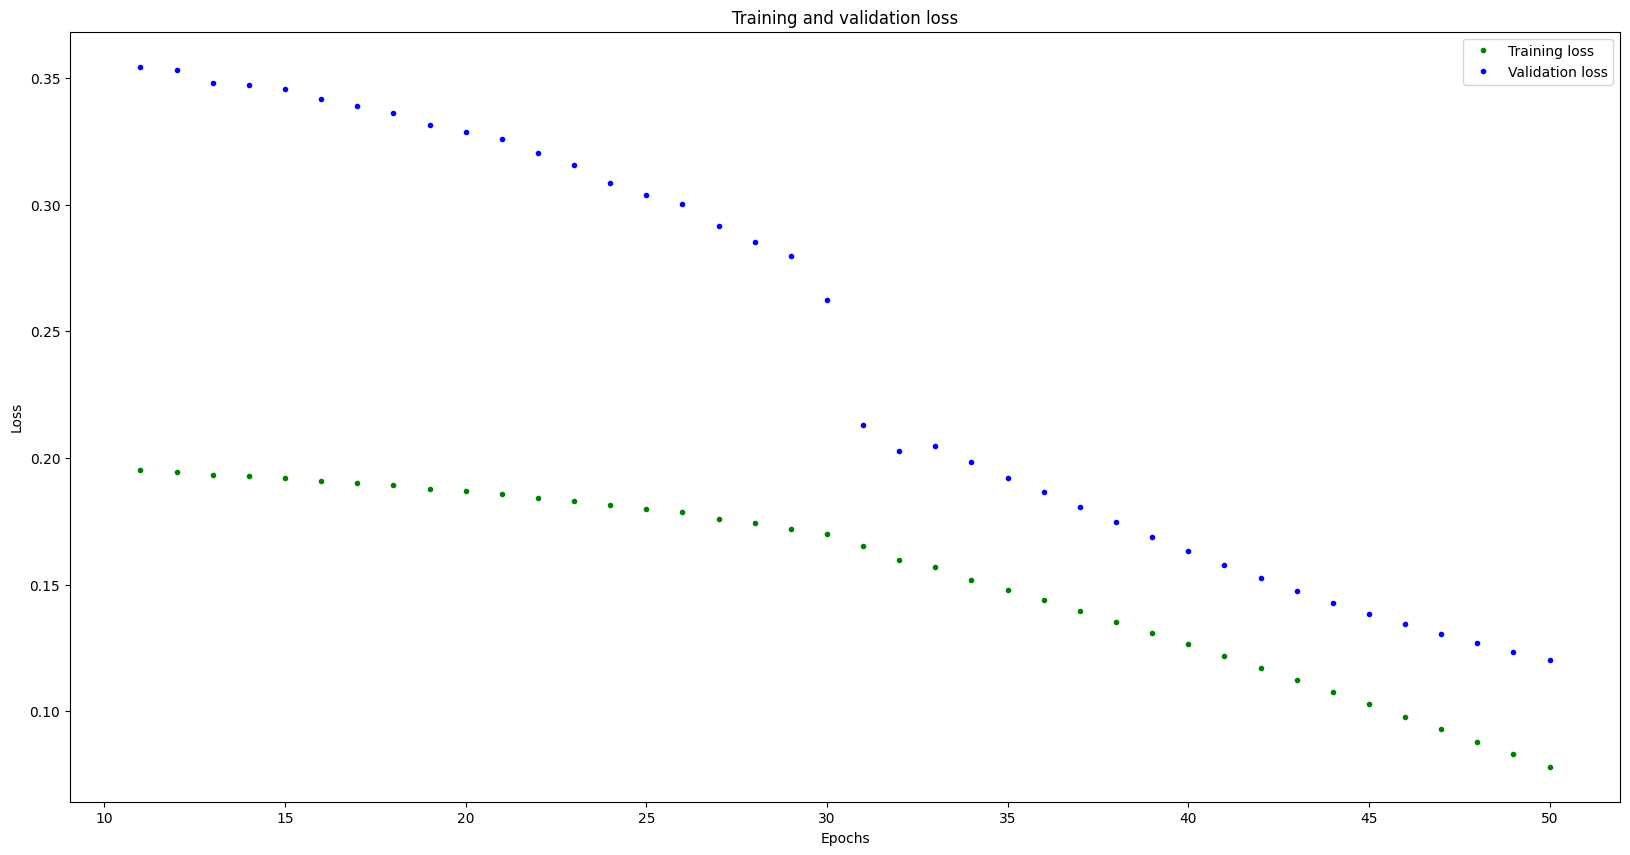 Training and validation loss
Training loss
Validation loss
0.35
0.30
0.25
0.20
0.15
0.10
Loss
10 15 20 25 30 35 40 45 50
Epochs